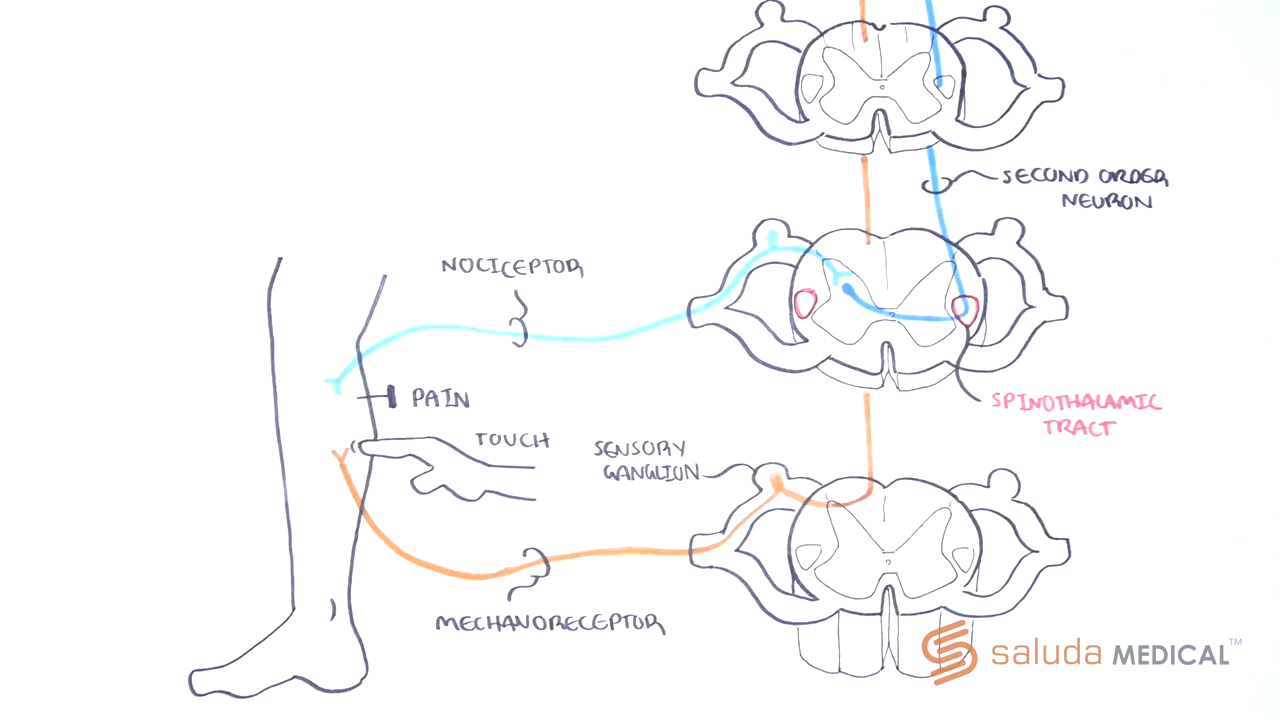 SECOND ORDER
NEURON
NOCICEPTOR
PAIN
SPINOTHALAMIC
TRACT
TOUCH
SENSORY
GANGLION
MECHANORECEPTOR
saluda MEDICAL™